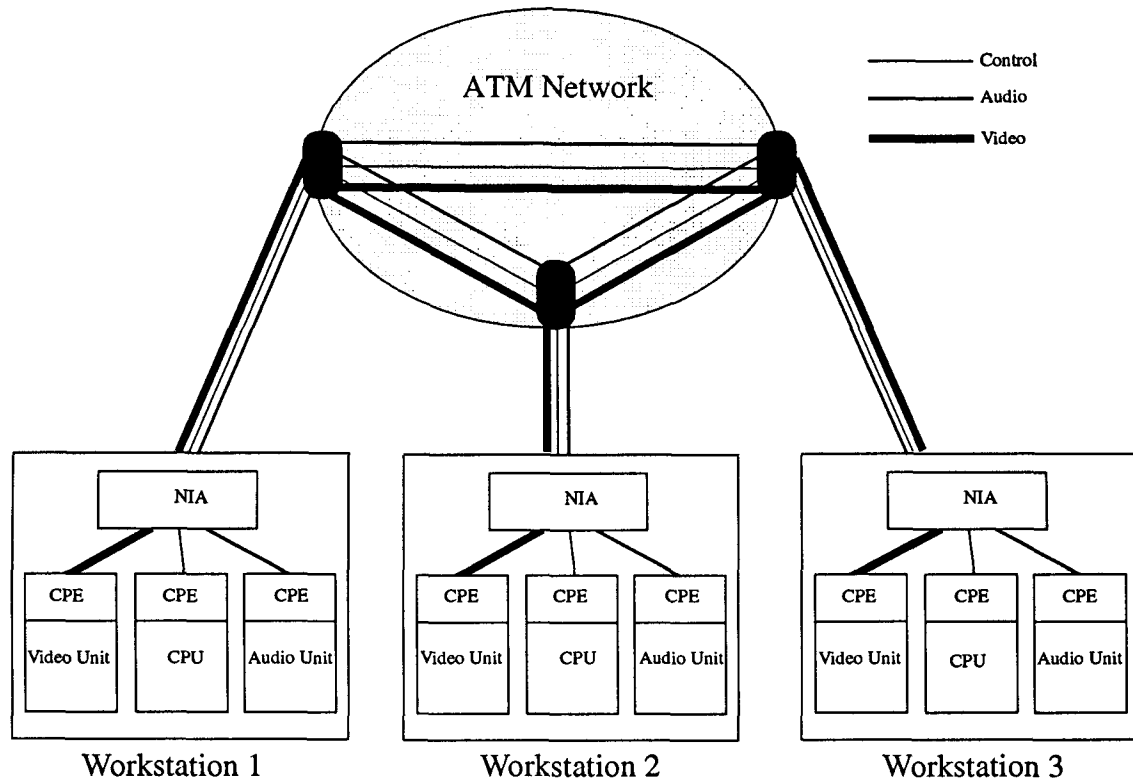 ATM Network
Control
Audio
Video
NIA
NIA
NIA
CPE
CPE
CPE
CPE
CPE
CPE
CPE
CPE
CPE
Video Unit
CPU
Audio Unit
Video Unit
CPU
Audio Unit
Video Unit
CPU
Audio Unit
Workstation 1
Workstation 2
Workstation 3